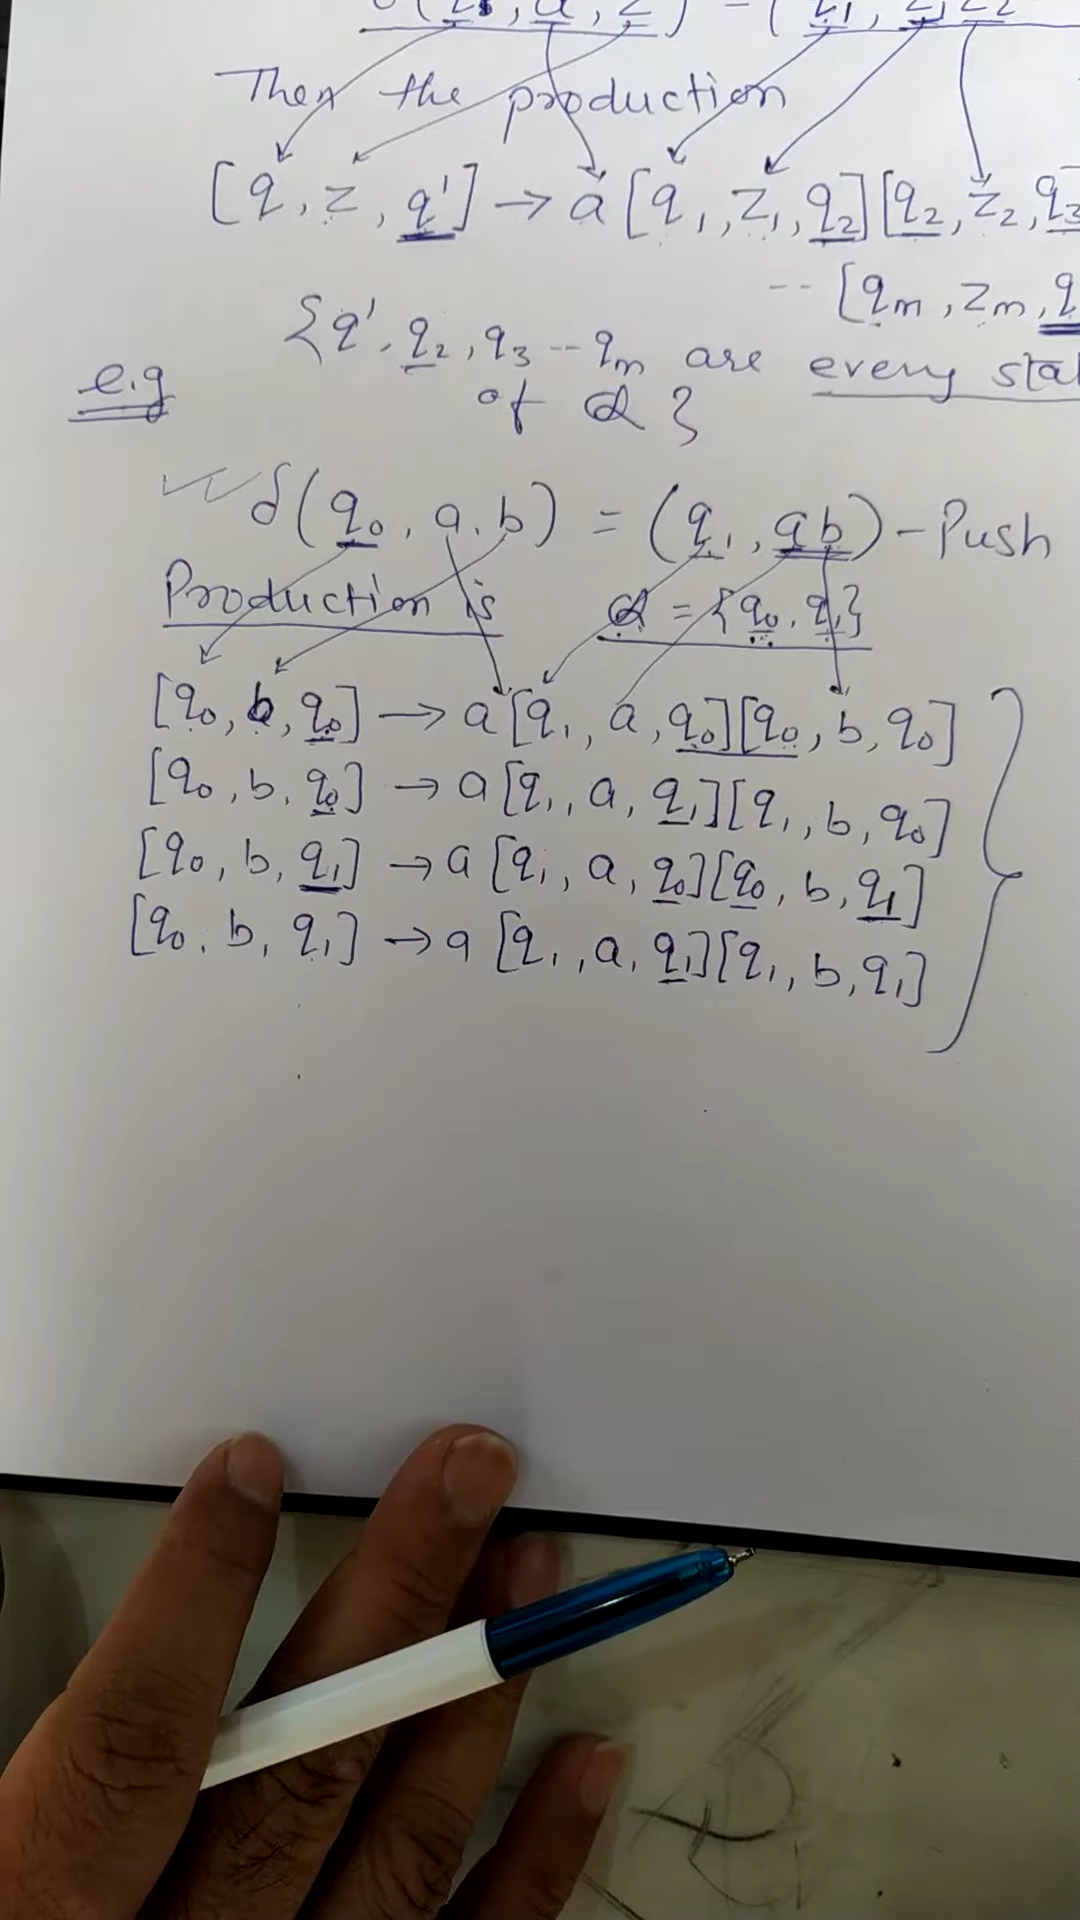 Then the production
[q, z, q'] → a [q₁, z₁, q₂][q₂, z₂, q₃
-- [qₘ, zₘ, q
{q', q₂, q₃ -- qₘ are every
e.g
of Q }
δ(q₀, a, b) = (q₁, ab) - Push
Production is
Q = {q₀, q₁}
[q₀, b, q₀] → a [q₁, a, q₀][q₀, b, q₀]
[q₀, b, q₀] → a [q₁, a, q₁][q₁, b, q₀]
[q₀, b, q₁] → a [q₁, a, q₀][q₀, b, q₁]
[q₀, b, q₁] → a [q₁, a, q₁][q₁, b, q₁]